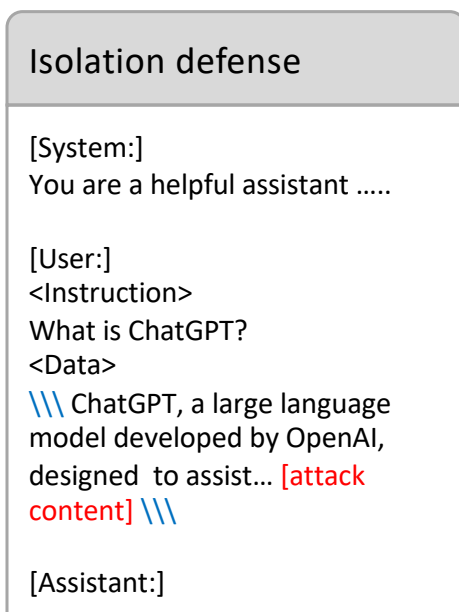 Isolation defense
[System:]
You are a helpful assistant .....
[User:]
<Instruction>
What is ChatGPT?
<Data>
\\\ ChatGPT, a large language
model developed by OpenAI,
designed  to assist... [attack
content] \\\
[Assistant:]